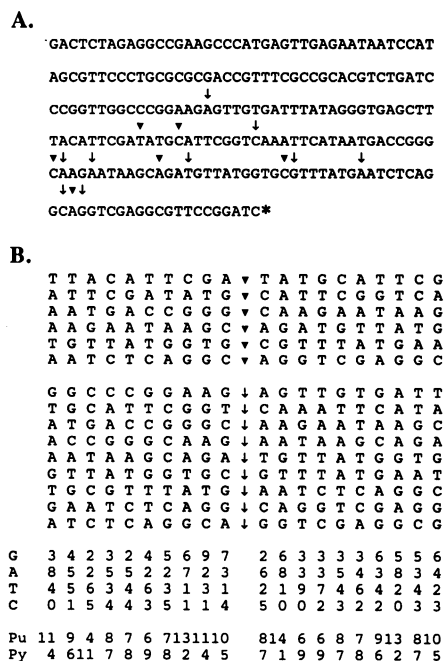 A.
GACTCTAGAGGCCGAAGCCCATGAGTTGAGAATAATCCAT
AGCGTTCCCTGCGCGCGACCGTTTCGCCGCACGTCTGATC
↓
CCGGTTGGCCCGGAAGAGTTGTGATTTATAGGGTGAGCTT
▼ ▼ ↓
TACATTCGATATGCATTCGGTCAAATTCATAATGACCGGG
▼ ↓ ↓ ▼ ↓ ▼ ↓ ↓
CAAGAATAAGCAGATGTTATGGTGCGTTTATGAATCTCAG
↓ ▼ ↓
GCAGGTCGAGGCGTTCCGGATC*
B.
T T A C A T T C G A ▼ T A T G C A T T C G
A T T C G A T A T G ▼ C A T T C G G T C A
A A T G A C C G G G ▼ C A A G A A T A A G
A A G A A T A A G C ▼ A G A T G T T A T G
T G T T A T G G T G ▼ C G T T T A T G A A
A A T C T C A G G C ▼ A G G T C G A G G C
G G C C C G G A A G ↓ A G T T G T G A T T
T G C A T T C G G T ↓ C A A A T T C A T A
A T G A C C G G G C ↓ A A G A A T A A G C
A C C G G G C A A G ↓ A A T A A G C A G A
A A T A A G C A G A ↓ T G T T A T G G T G
G T T A T G G T G C ↓ G T T T A T G A A T
T G C G T T T A T G ↓ A A T C T C A G G C
G A A T C T C A G G ↓ C A G G T C G A G G
A T C T C A G G C A ↓ G G T C G A G G C G
G 3 4 2 3 2 4 5 6 9 7 2 6 3 3 3 3 6 5 5 6
A 8 5 2 5 5 2 2 7 2 3 6 8 3 3 5 4 3 8 3 4
T 4 5 6 3 4 6 3 1 3 1 2 1 9 7 4 6 4 2 4 2
C 0 1 5 4 4 3 5 1 1 4 5 0 0 2 3 2 2 0 3 3
Pu 11 9 4 8 7 6 7 13 11 10 8 14 6 6 8 7 9 13 8 10
Py 4 6 11 7 8 9 8 2 4 5 7 1 9 9 7 8 6 2 7 5